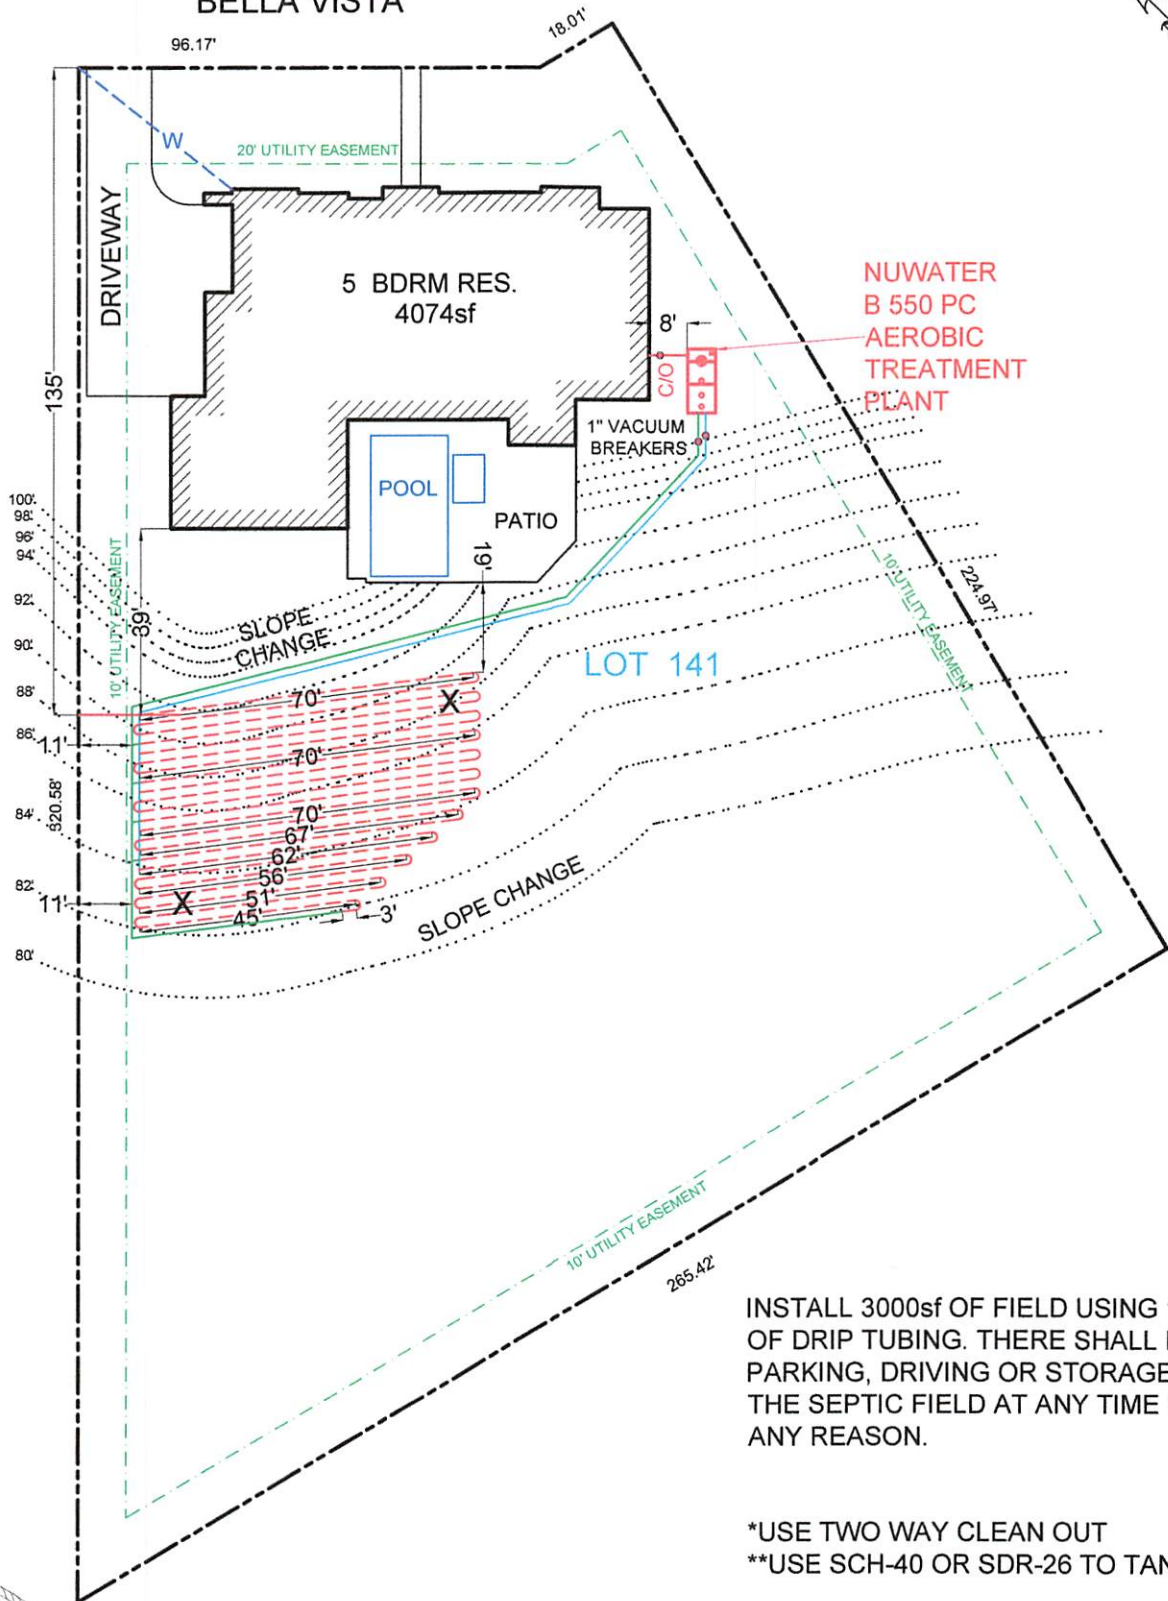 BELLA VISTA
96.17'
18.01'
W
20' UTILITY EASEMENT
DRIVEWAY
5 BDRM RES.
4074sf
8'
C/O
NUWATER
B 550 PC
AEROBIC
TREATMENT
PLANT
135'
1" VACUUM
BREAKERS
POOL
PATIO
100'
98'
96'
94'
92'
90'
88'
86'
84'
82'
80'
10' UTILITY EASEMENT
39'
19'
SLOPE
CHANGE
LOT 141
10' UTILITY EASEMENT
224.97'
70'
X
11'
70'
320.58'
70'
67'
62'
56'
51'
45'
X
11'
3'
SLOPE CHANGE
10' UTILITY EASEMENT
265.42'
INSTALL 3000sf OF FIELD USING
OF DRIP TUBING. THERE SHALL
PARKING, DRIVING OR STORAGE
THE SEPTIC FIELD AT ANY TIME
ANY REASON.
*USE TWO WAY CLEAN OUT
**USE SCH-40 OR SDR-26 TO TAN